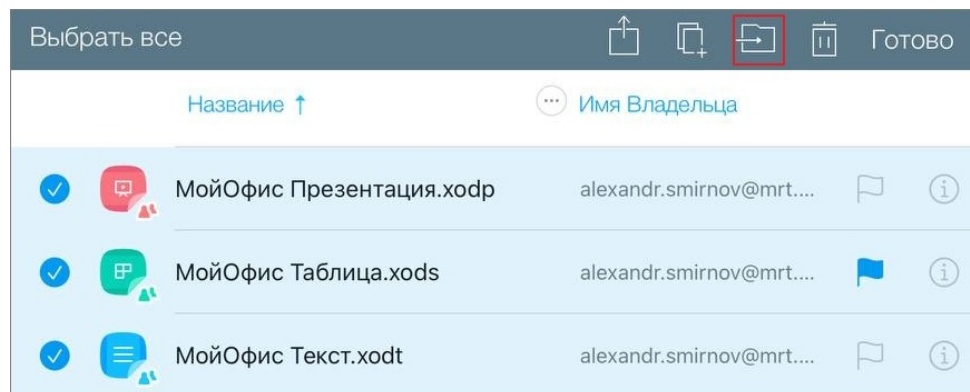 Выбрать все Готово
Название ↑ Имя Владельца
МойОфис Презентация.xodp alexandr.smirnov@mrt....
МойОфис Таблица.xods alexandr.smirnov@mrt....
МойОфис Текст.xodt alexandr.smirnov@mrt....